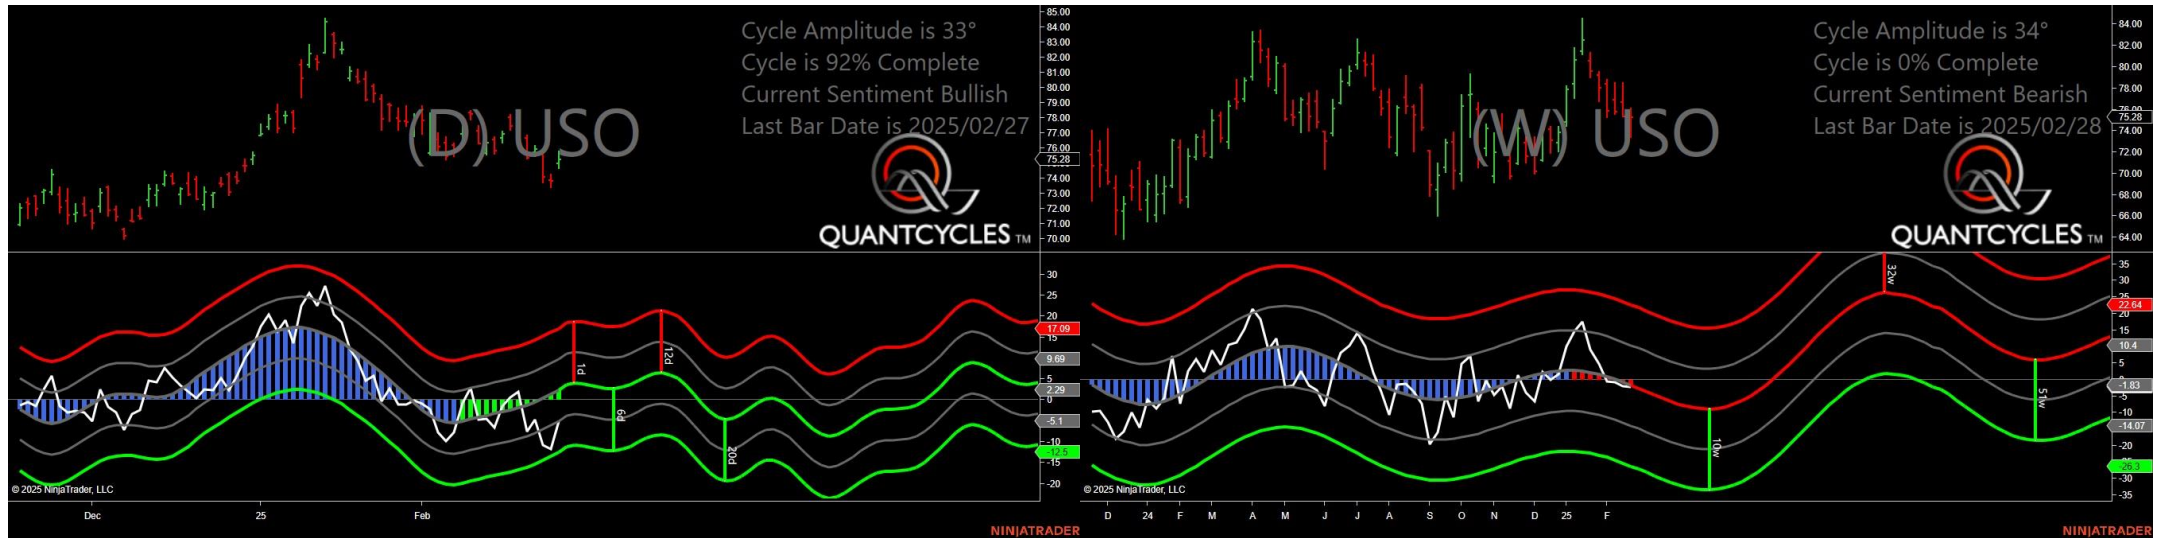 Cycle Amplitude is 33°
Cycle is 92% Complete
Current Sentiment Bullish
Last Bar Date is 2025/02/27
(D) USO
QUANTCYCLES TM
85.00
84.00
83.00
82.00
81.00
80.00
79.00
78.00
77.00
76.00
75.28
74.00
73.00
72.00
71.00
70.00
30
25
20
17.09
15
9.69
5
2.29
0
-5.1
-10
-12.5
-15
-20
1d
6d
12d
20d
© 2025 NinjaTrader, LLC
Dec
25
Feb
NINJATRADER
Cycle Amplitude is 34°
Cycle is 0% Complete
Current Sentiment Bearish
Last Bar Date is 2025/02/28
(W) USO
QUANTCYCLES TM
84.00
82.00
80.00
78.00
76.00
75.28
74.00
72.00
70.00
68.00
66.00
64.00
35
30
25
22.64
20
15
10.4
5
-1.83
-5
-10
-14.07
-20
-26.3
-30
-35
10w
32w
51w
© 2025 NinjaTrader, LLC
D
24
F
M
A
M
J
J
A
S
O
N
D
25
F
NINJATRADER